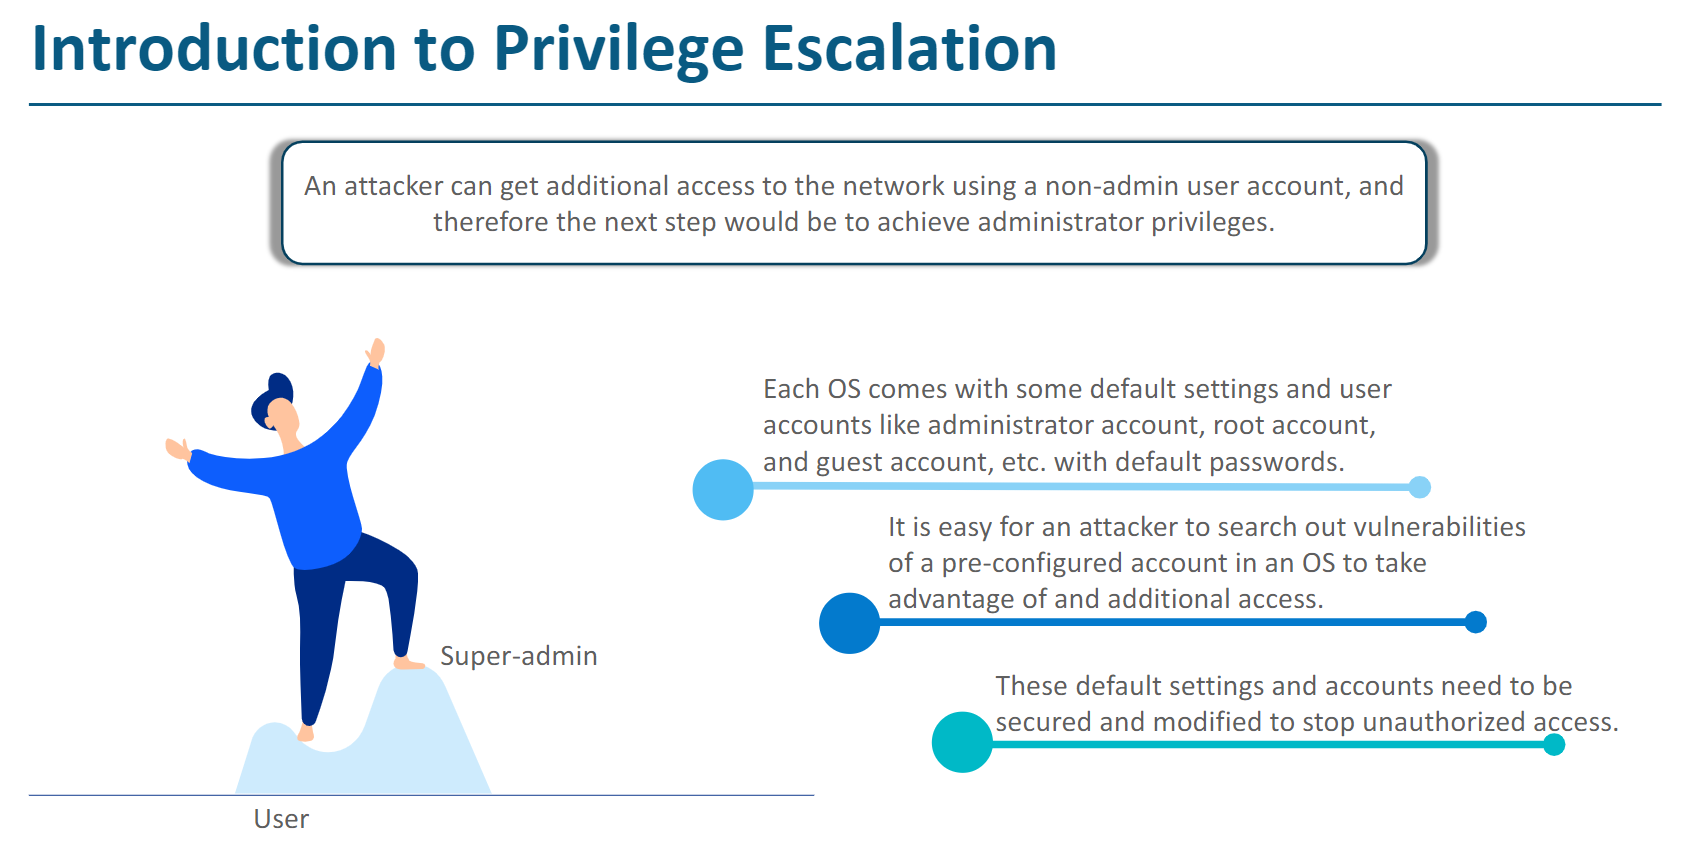 Introduction to Privilege Escalation
An attacker can get additional access to the network using a non-admin user account, and
therefore the next step would be to achieve administrator privileges.
Each OS comes with some default settings and user
accounts like administrator account, root account,
and guest account, etc. with default passwords.
It is easy for an attacker to search out vulnerabilities
of a pre-configured account in an OS to take
advantage of and additional access.
Super-admin
These default settings and accounts need to be
secured and modified to stop unauthorized access.
User